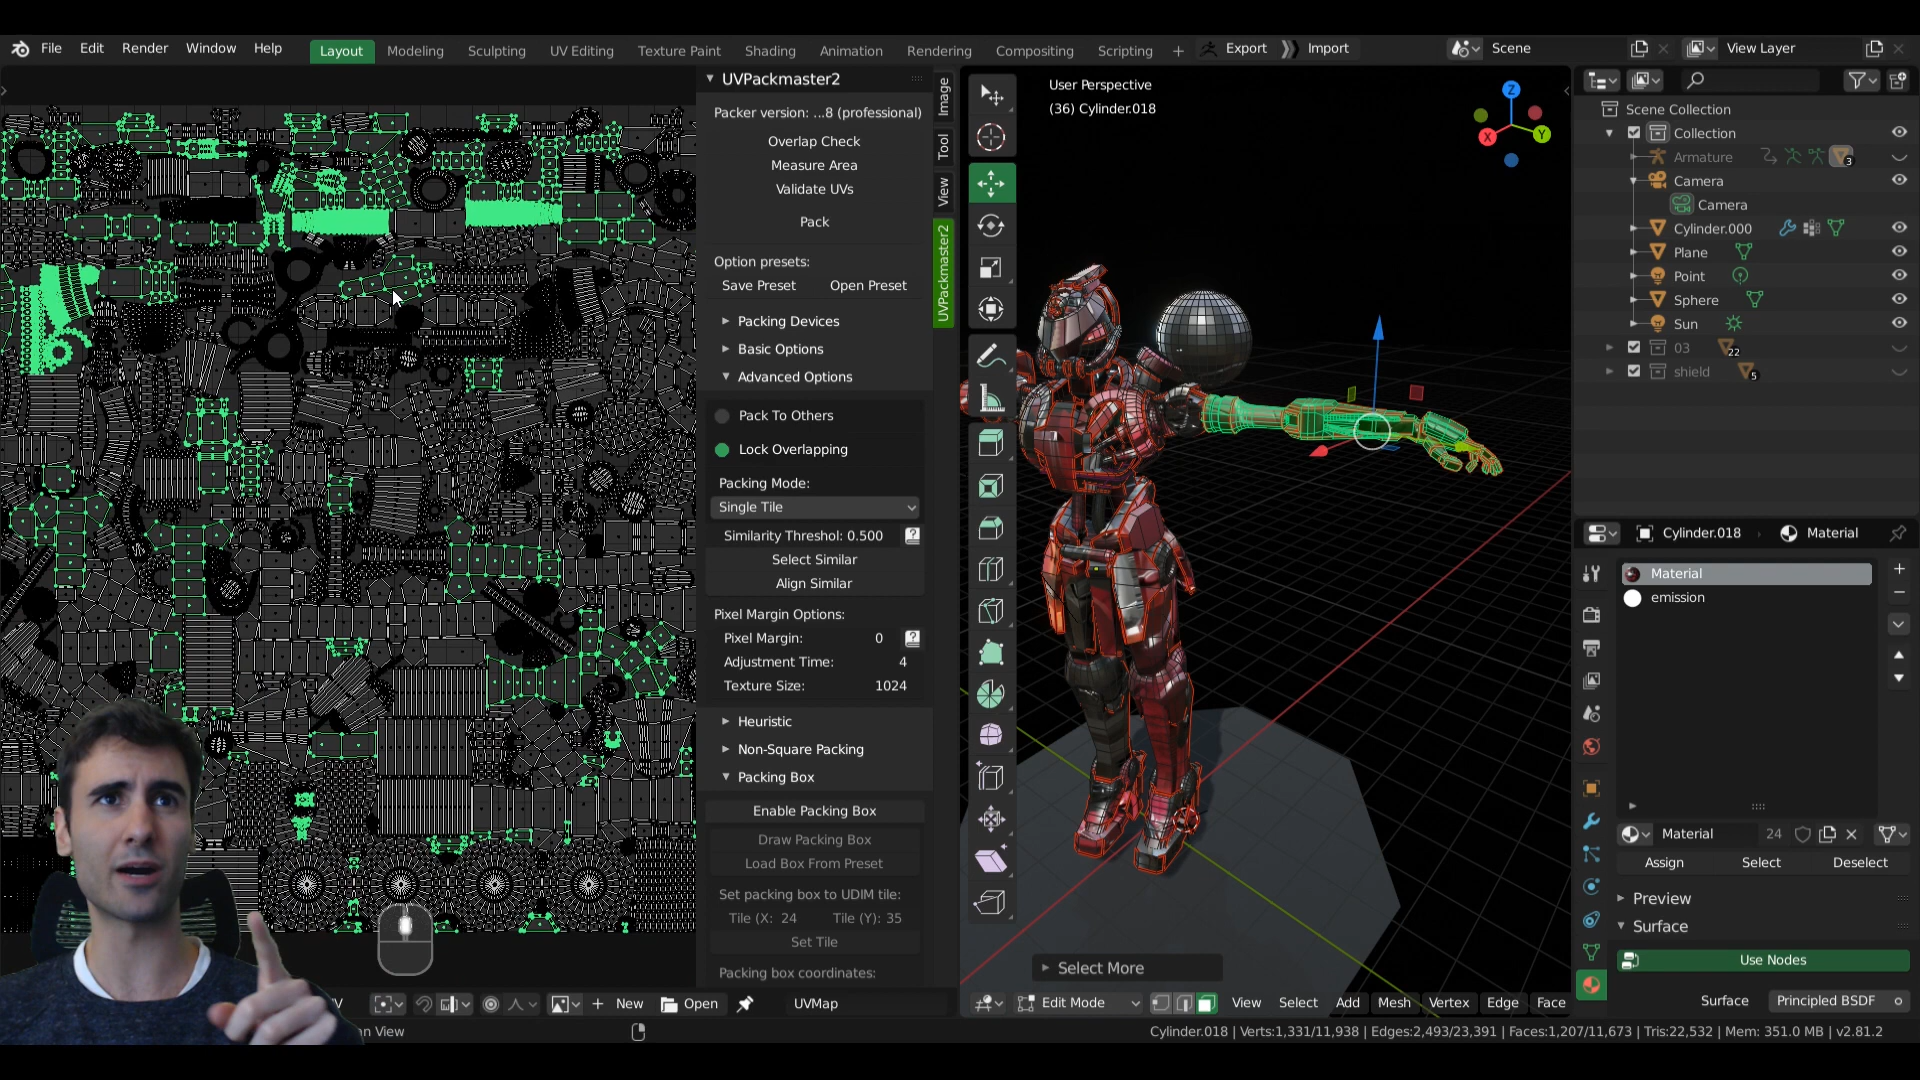 File Edit Render Window Help Layout Modeling Sculpting UV Editing Texture Paint Shading Animation Rendering Compositing Scripting + Export Import Scene View Layer
UVPackmaster2
Packer version: ...8 (professional)
Overlap Check
Measure Area
Validate UVs
Pack
Option presets:
Save Preset Open Preset
Packing Devices
Basic Options
Advanced Options
Pack To Others
Lock Overlapping
Packing Mode:
Single Tile
Similarity Threshol: 0.500
Select Similar
Align Similar
Pixel Margin Options:
Pixel Margin: 0
Adjustment Time: 4
Texture Size: 1024
Heuristic
Non-Square Packing
Packing Box
Enable Packing Box
Draw Packing Box
Load Box From Preset
Set packing box to UDIM tile:
Tile (X: 24 Tile (Y): 35
Set Tile
Packing box coordinates:
Image
Tool
View
UVPackmaster2
User Perspective
(36) Cylinder.018
Z
X
Y
Select More
Scene Collection
Collection
Armature 3
Camera
Camera
Cylinder.000
Plane
Point
Sphere
Sun
03 22
shield 5
Cylinder.018 Material
Material
emission
Material 24
Assign Select Deselect
Preview
Surface
Use Nodes
Surface Principled BSDF
V New Open UVMap
Edit Mode View Select Add Mesh Vertex Edge Face
n View
Cylinder.018 | Verts:1,331/11,938 | Edges:2,493/23,391 | Faces:1,207/11,673 | Tris:22,532 | Mem: 351.0 MB | v2.81.2